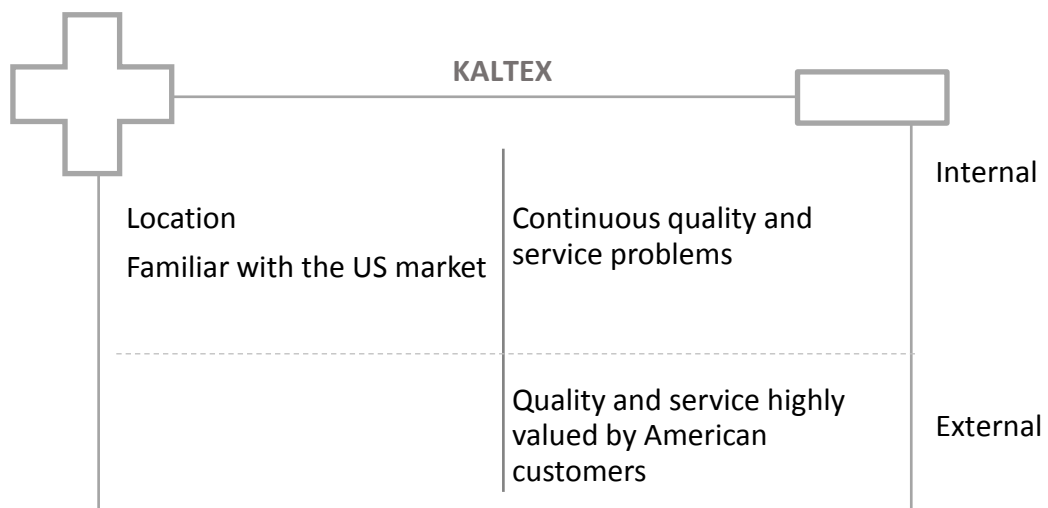 KALTEX
Internal
Location
Familiar with the US market
Continuous quality and
service problems
Quality and service highly
valued by American
customers
External